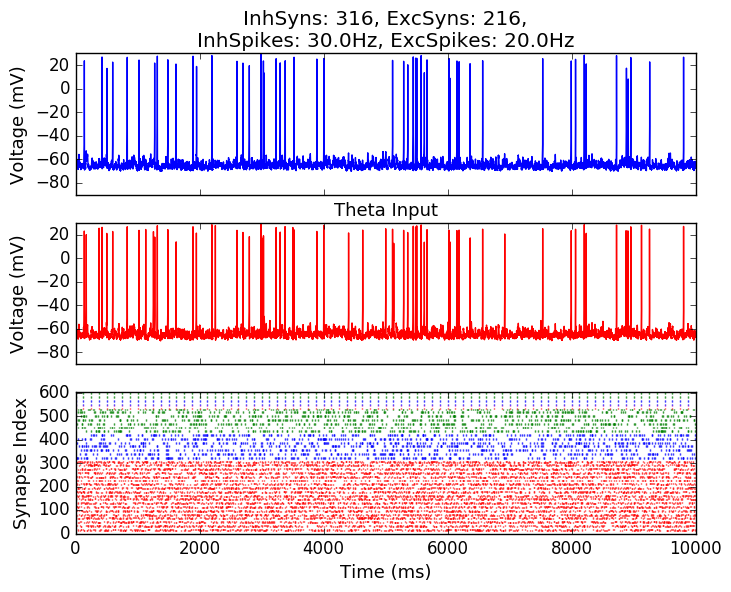 InhSyns: 316, ExcSyns: 216,
InhSpikes: 30.0Hz, ExcSpikes: 20.0Hz
Voltage (mV)
20
0
−20
−40
−60
−80
Theta Input
Voltage (mV)
20
0
−20
−40
−60
−80
Synapse Index
600
500
400
300
200
100
0
0 2000 4000 6000 8000 10000
Time (ms)